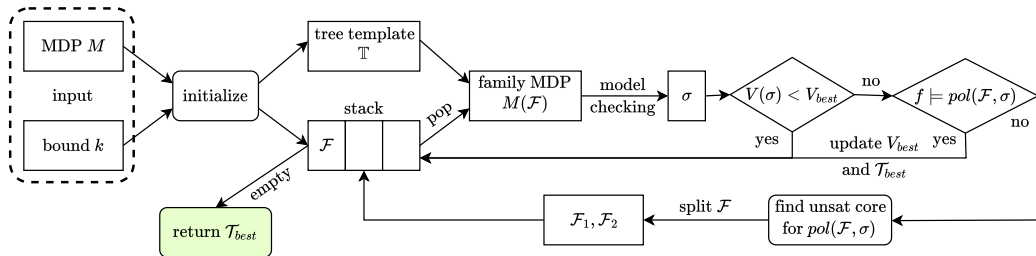 MDP M
input
bound k
initialize
tree template
𝕋
stack
ℱ
empty
return 𝒯_best
pop
family MDP
M(ℱ)
model
checking
σ
V(σ) < V_best
no
yes
f ⊨ pol(ℱ, σ)
no
yes
update V_best
and 𝒯_best
find unsat core
for pol(ℱ, σ)
split ℱ
ℱ₁, ℱ₂